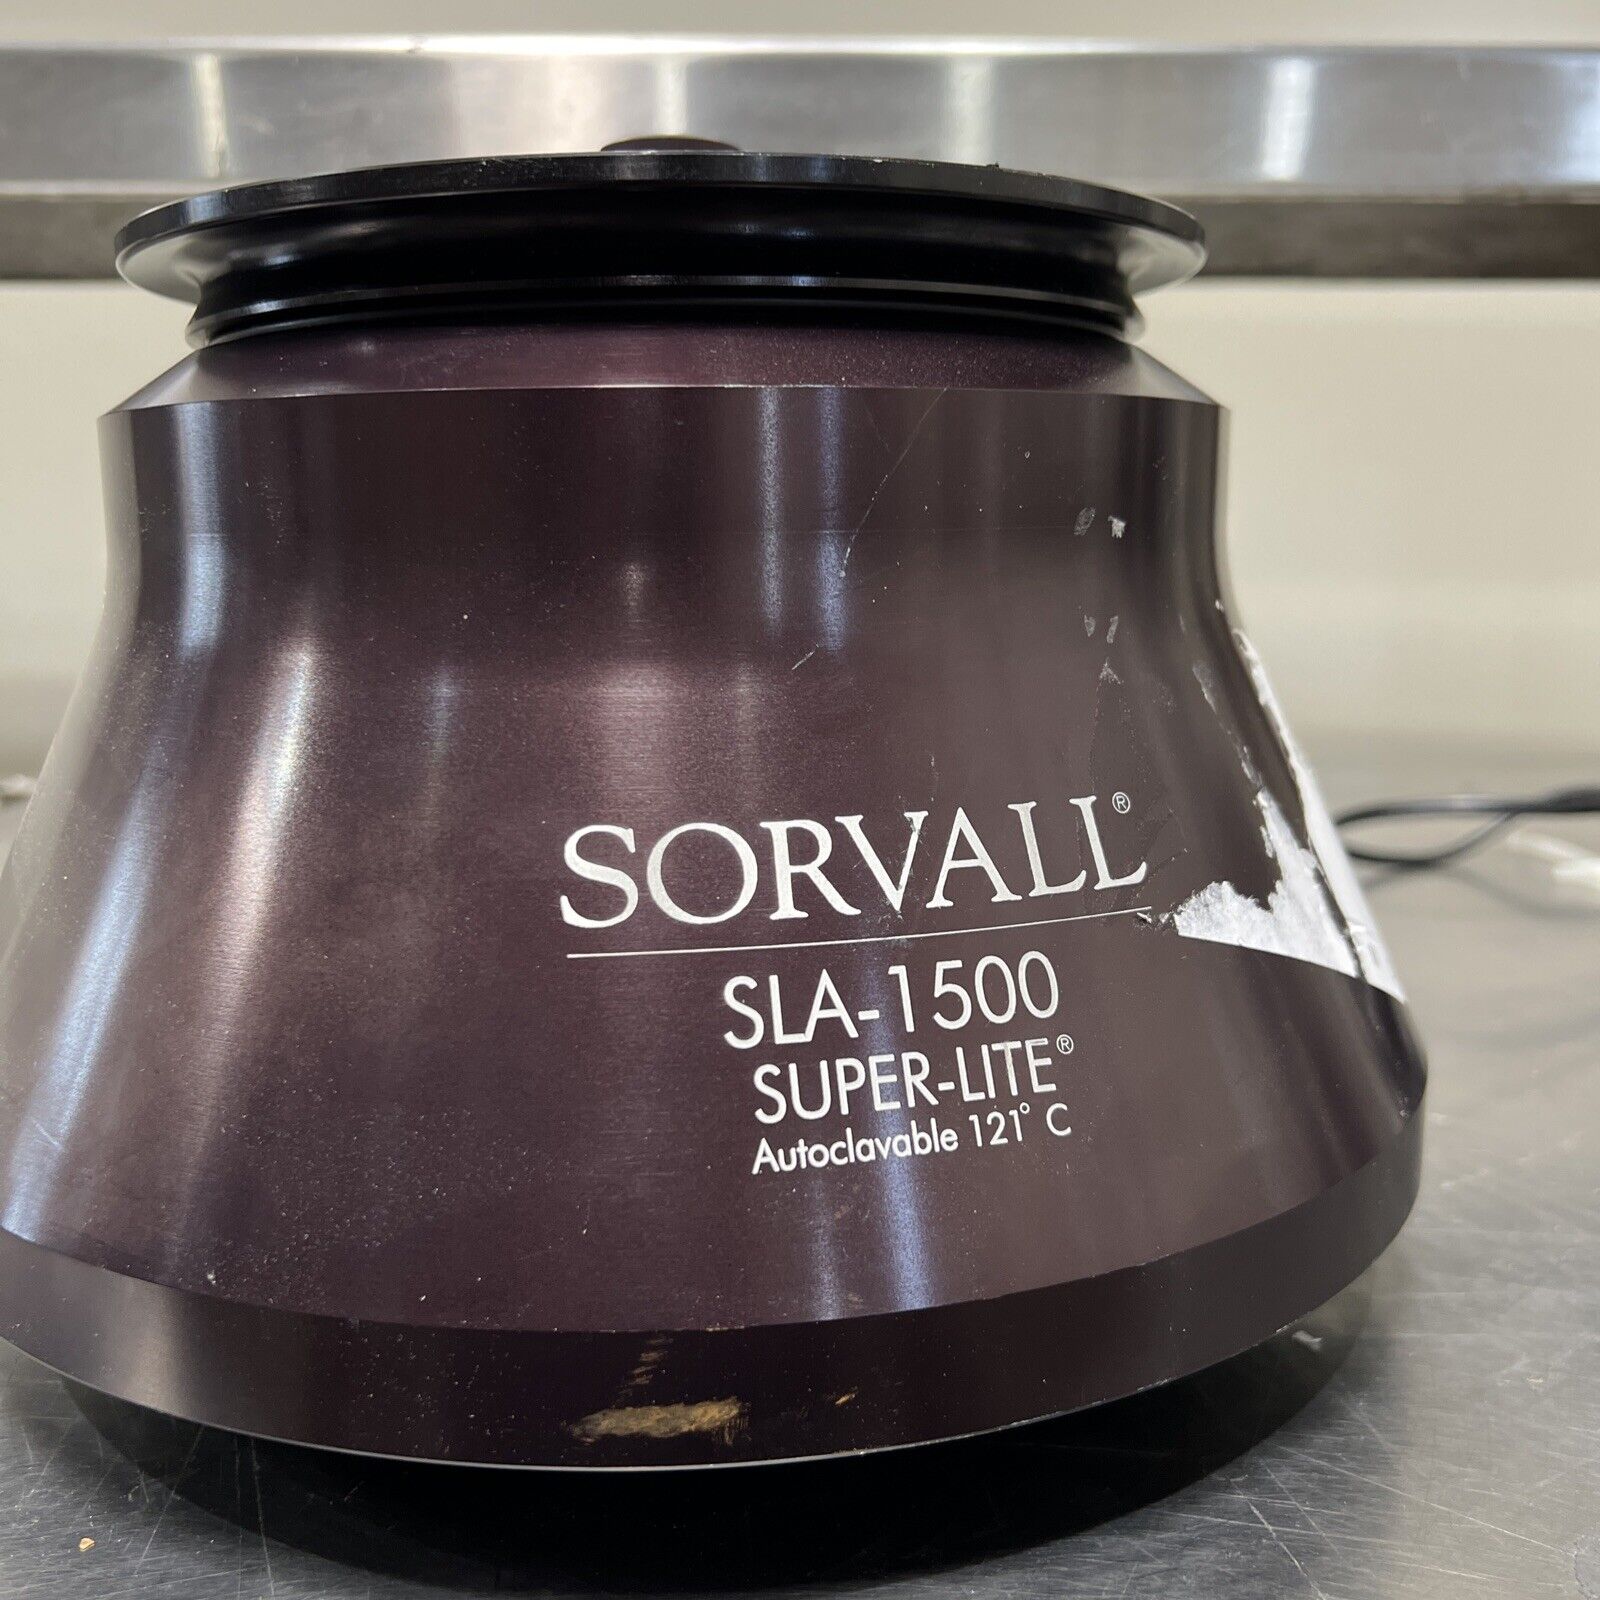 SORVALL®
SLA-1500
SUPER-LITE®
Autoclavable 121° C